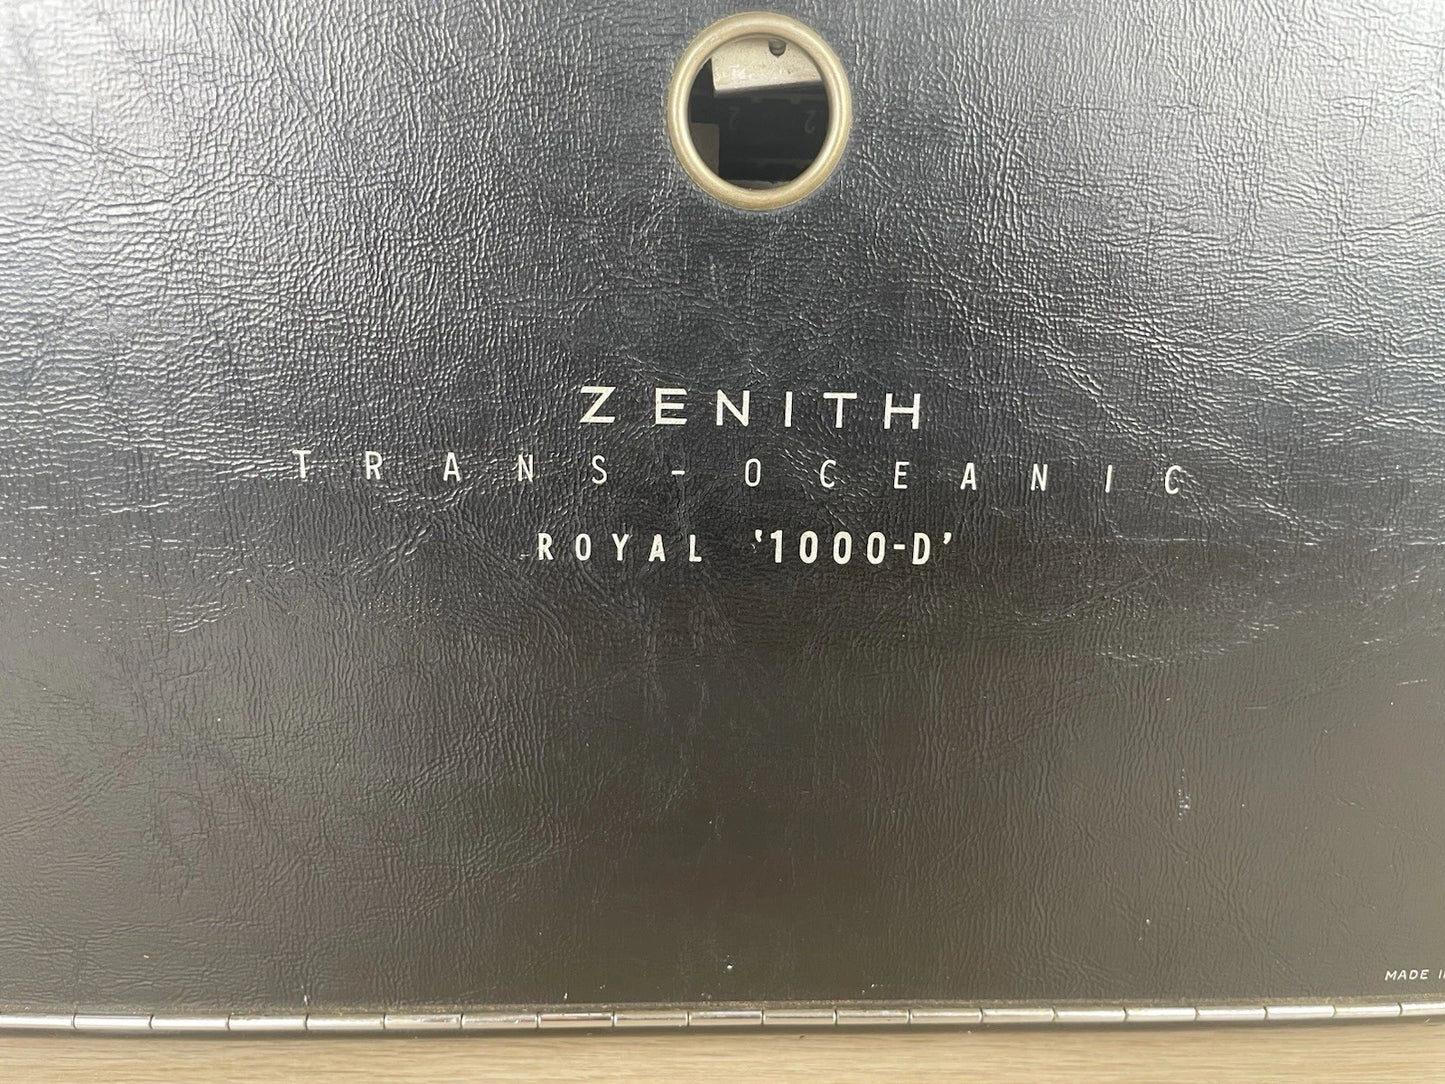 ZENITH
TRANS-OCEANIC
ROYAL '1000-D'
MADE